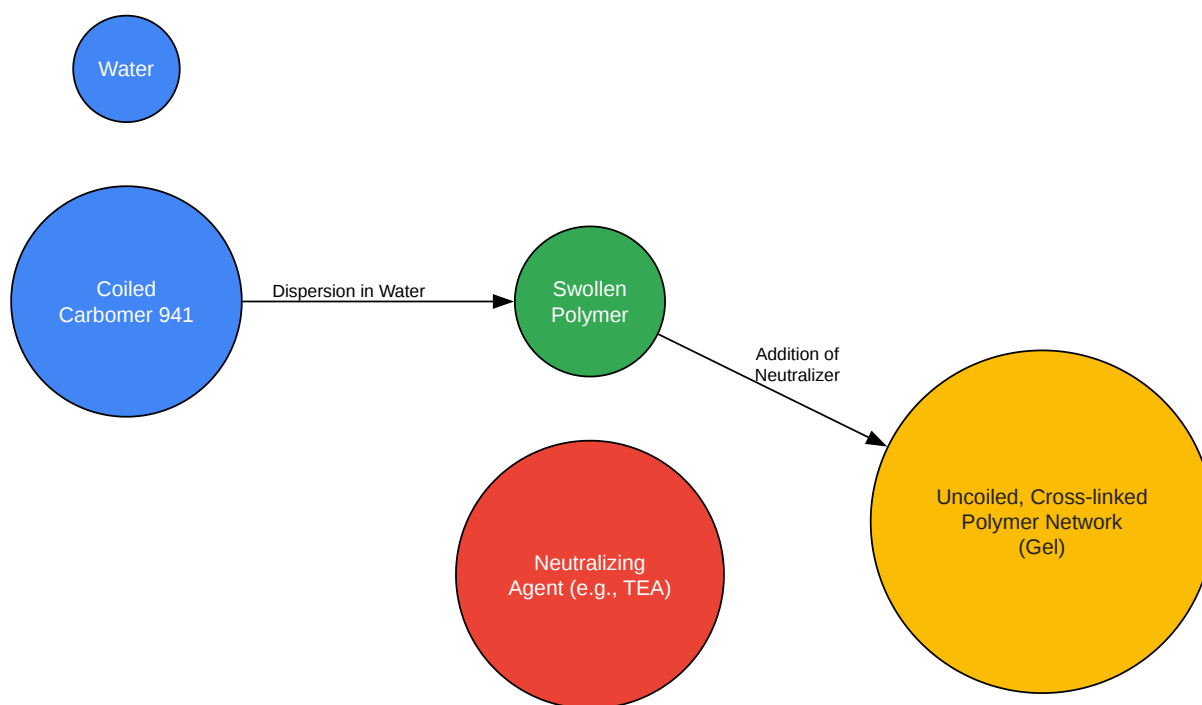 Water
Coiled
Carbomer 941
Dispersion in Water
Swollen
Polymer
Addition of
Neutralizer
Uncoiled, Cross-linked
Polymer Network
(Gel)
Neutralizing
Agent (e.g., TEA)